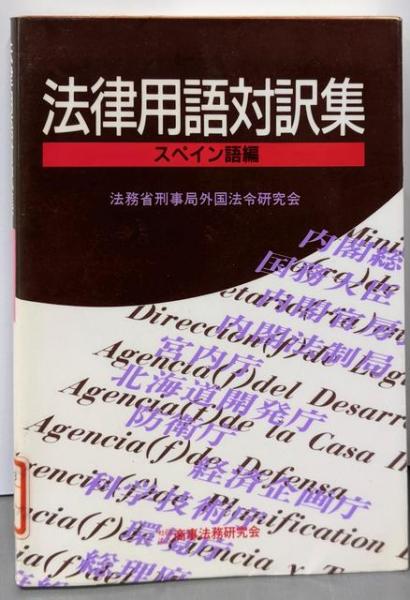 法律用語対訳集
スペイン語編
法務省刑事局外国法令研究会
内閣総
国務大臣
内閣官房
Dirección(f)de
内閣法制局
宮内庁
Agencia(f)del Desarr
北海道開発庁
Agencia(f)de la Casa
防衛庁
Agencia(f)de Defensa
経済企画庁
科学技術
環境庁
商事法務研究会
総理府